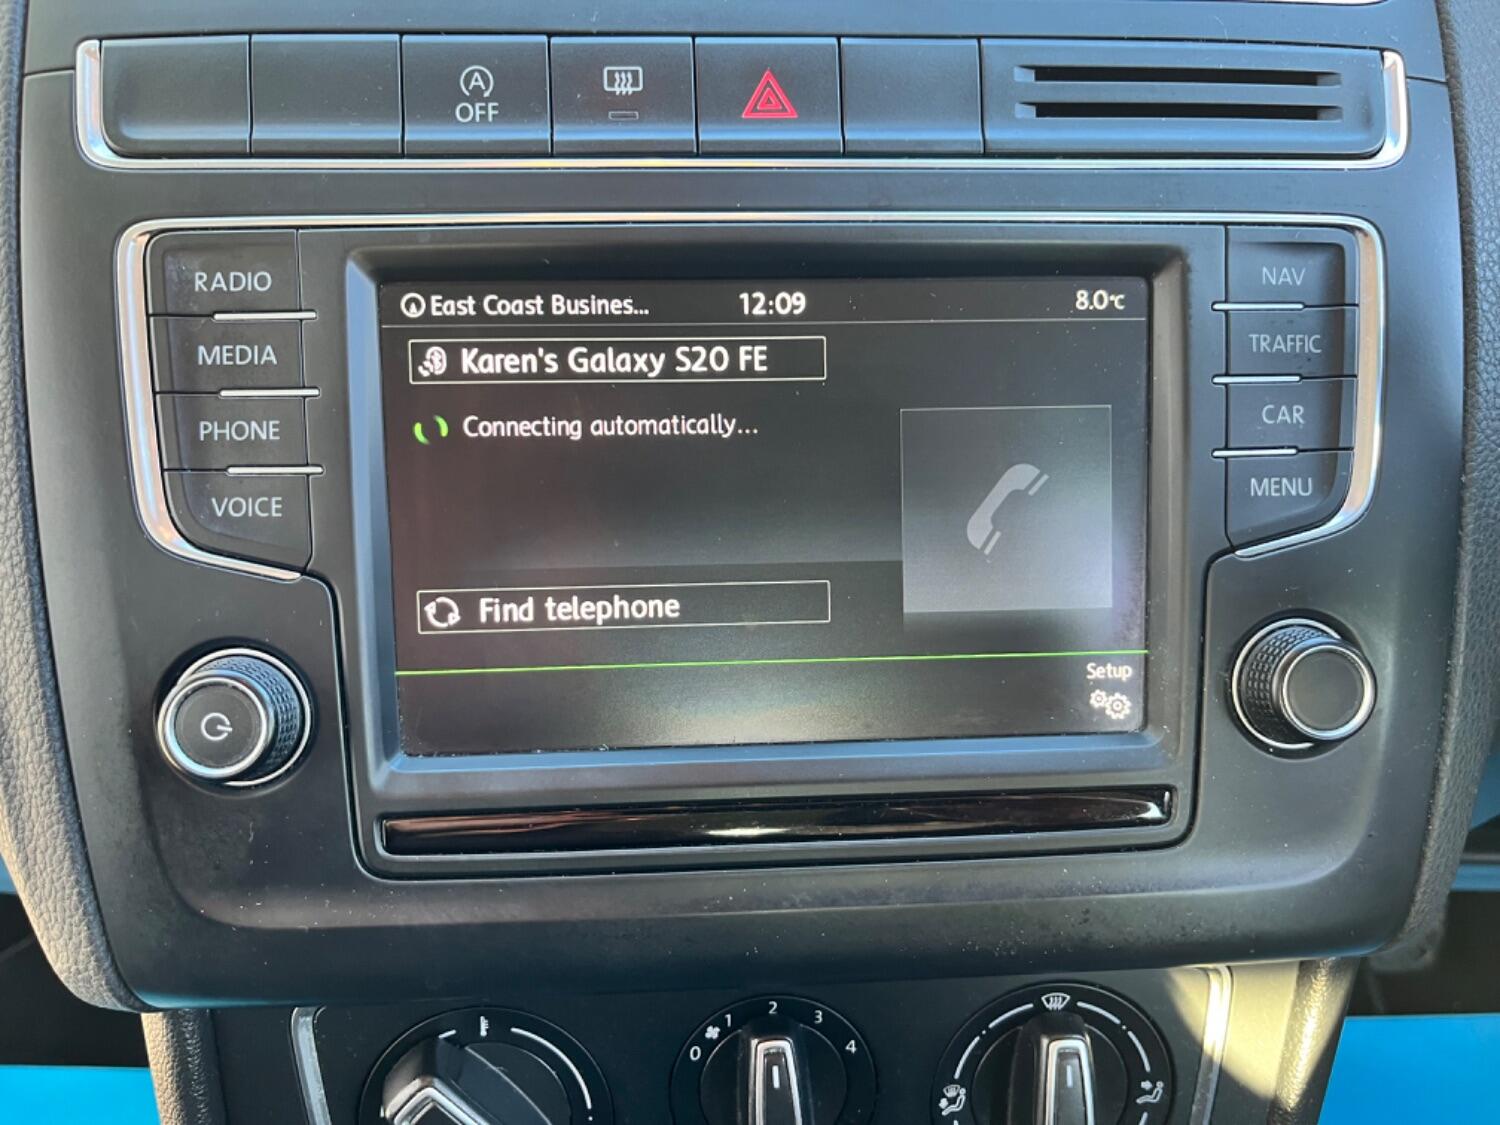 A
OFF
RADIO
MEDIA
PHONE
VOICE
East Coast Busines... 12:09 8.0°C
Karen's Galaxy S20 FE
Connecting automatically...
Find telephone
Setup
NAV
TRAFFIC
CAR
MENU
0 1 2 3 4